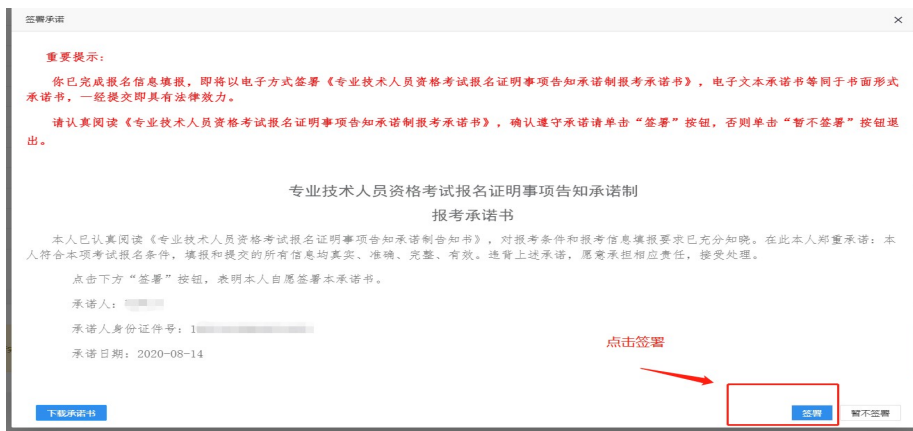 签署承诺
×
重要提示：
你已完成报名信息填报，即将以电子方式签署《专业技术人员资格考试报名证明事项告知承诺制报考承诺书》，电子文本承诺书等同于书面形式
承诺书，一经提交即具有法律效力。
请认真阅读《专业技术人员资格考试报名证明事项告知承诺制报考承诺书》，确认遵守承诺请单击“签署”按钮，否则单击“暂不签署”按钮退
出。
专业技术人员资格考试报名证明事项告知承诺制
报考承诺书
本人已认真阅读《专业技术人员资格考试报名证明事项告知承诺制告知书》，对报考条件和报考信息填报要求已充分知晓。在此本人郑重承诺：本
人符合本项考试报名条件，填报和提交的所有信息均真实、准确、完整、有效。违背上述承诺，愿意承担相应责任，接受处理。
点击下方“签署”按钮，表明本人自愿签署本承诺书。
承诺人：
承诺人身份证件号：1
承诺日期：2020-08-14
点击签署
下载承诺书
签署
暂不签署